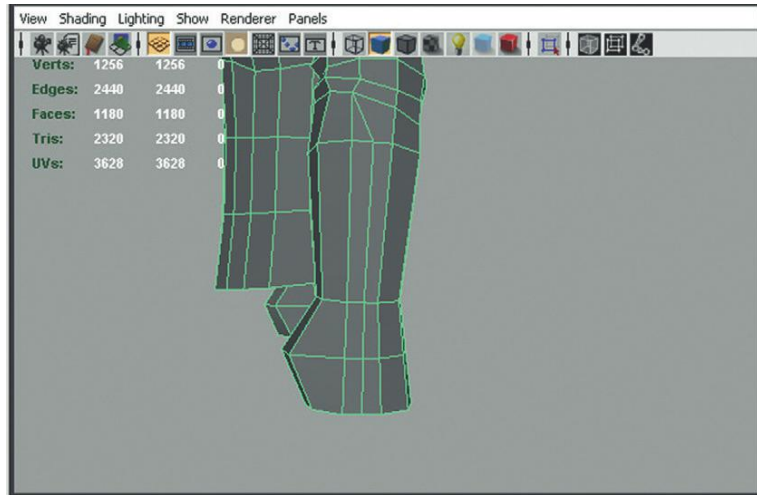 View Shading Lighting Show Renderer Panels
Verts: 1256 1256 0
Edges: 2440 2440 0
Faces: 1180 1180 0
Tris: 2320 2320 0
UVs: 3628 3628 0